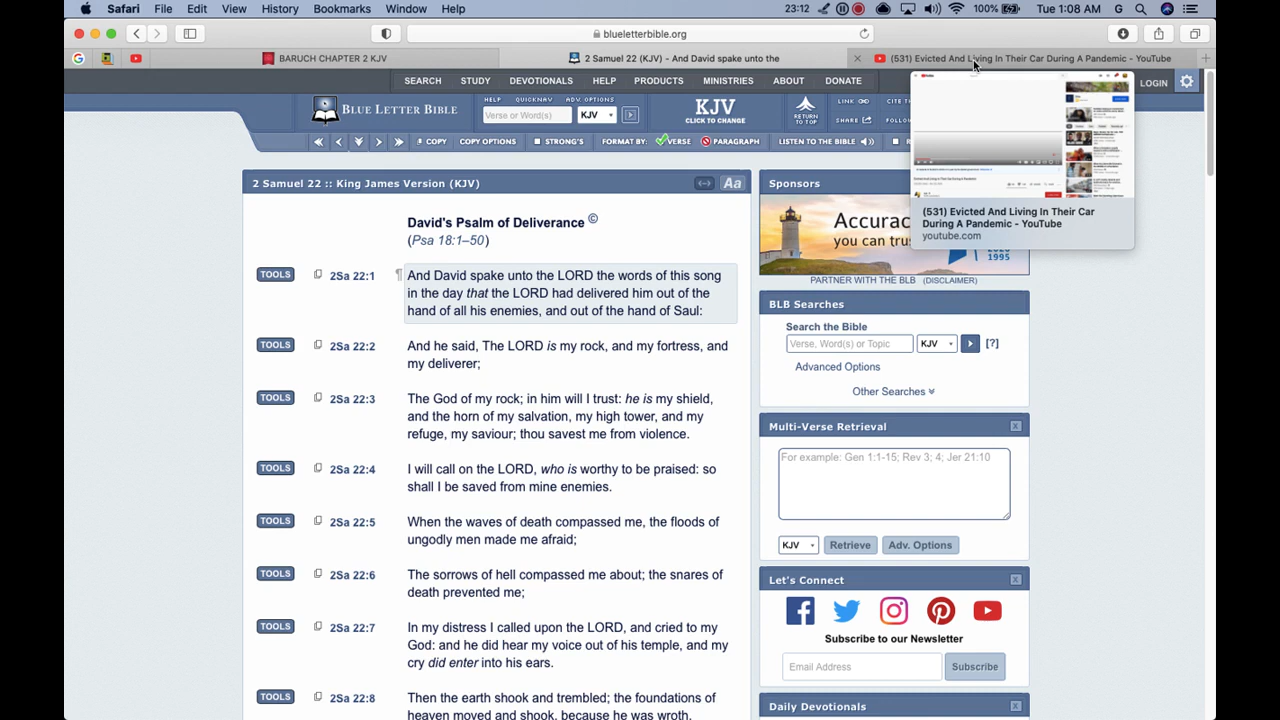 Safari File Edit View History Bookmarks Window Help 23:12 100% Tue 1:08 AM G
blueletterbible.org
BARUCH CHAPTER 2 KJV
2 Samuel 22 (KJV) - And David spake unto the
(531) Evicted And Living In Their Car During A Pandemic - YouTube
SEARCH STUDY DEVOTIONALS HELP PRODUCTS MINISTRIES ABOUT DONATE LOGIN
BLUE LETTER BIBLE
HELP QUICKNAV ADV. OPTIONS
Verse or Word(s) KJV
KJV
CLICK TO CHANGE
RETURN
TO TOP
LINK
SHARE
CITE
STRONGS PARAGRAPH LISTEN TO THE BIBLE
(531) Evicted And Living In Their Car
During A Pandemic - YouTube
youtube.com
2 Samuel 22 :: King James Version (KJV)
Aa
David's Psalm of Deliverance ©
(Psa 18:1–50)
TOOLS 2Sa 22:1 ¶ And David spake unto the LORD the words of this song
in the day that the LORD had delivered him out of the
hand of all his enemies, and out of the hand of Saul:
TOOLS 2Sa 22:2 And he said, The LORD is my rock, and my fortress, and
my deliverer;
TOOLS 2Sa 22:3 The God of my rock; in him will I trust: he is my shield,
and the horn of my salvation, my high tower, and my
refuge, my saviour; thou savest me from violence.
TOOLS 2Sa 22:4 I will call on the LORD, who is worthy to be praised: so
shall I be saved from mine enemies.
TOOLS 2Sa 22:5 When the waves of death compassed me, the floods of
ungodly men made me afraid;
TOOLS 2Sa 22:6 The sorrows of hell compassed me about; the snares of
death prevented me;
TOOLS 2Sa 22:7 In my distress I called upon the LORD, and cried to my
God: and he did hear my voice out of his temple, and my
cry did enter into his ears.
TOOLS 2Sa 22:8 Then the earth shook and trembled; the foundations of
heaven moved and shook, because he was wroth.
Sponsors
Accurac
you can trus
1995
PARTNER WITH THE BLB (DISCLAIMER)
BLB Searches
Search the Bible
Verse, Word(s) or Topic KJV [?]
Advanced Options
Other Searches
Multi-Verse Retrieval X
For example: Gen 1:1-15; Rev 3; 4; Jer 21:10
KJV Retrieve Adv. Options
Let's Connect X
Subscribe to our Newsletter
Email Address Subscribe
Daily Devotionals X